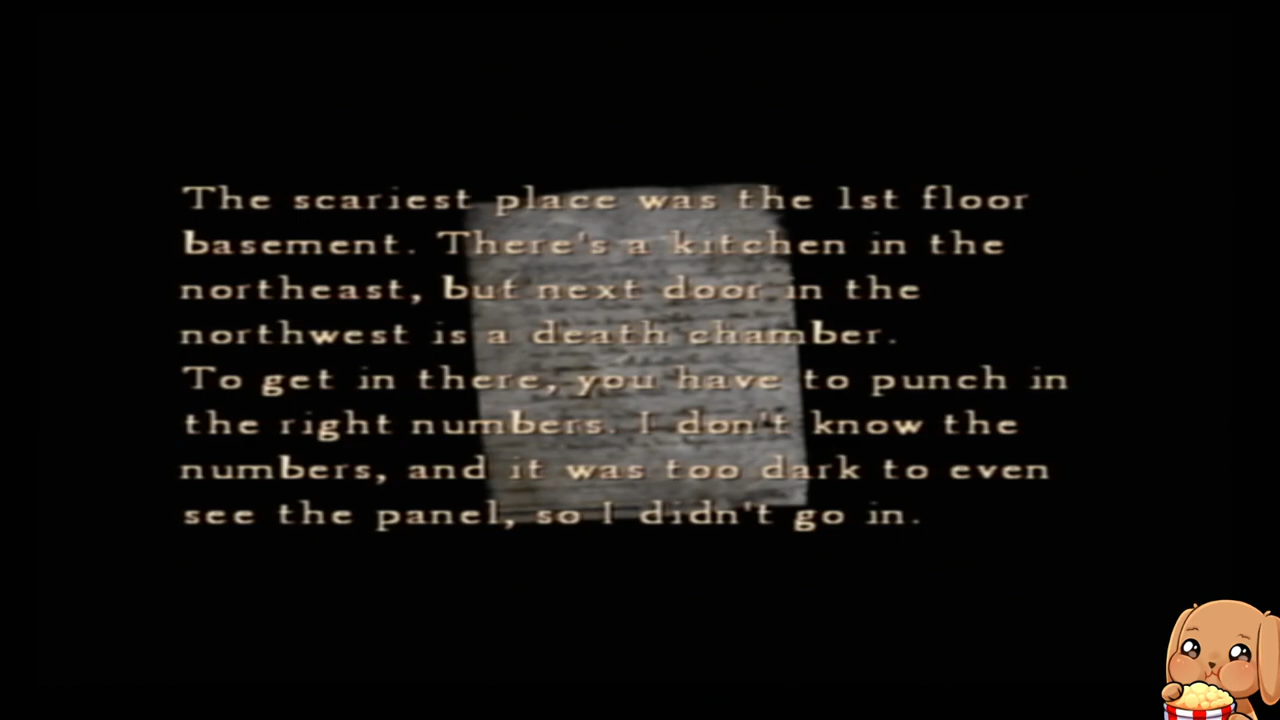 The scariest place was the 1st floor
basement. There's a kitchen in the
northeast, but next door in the
northwest is a death chamber.
To get in there, you have to punch in
the right numbers. I don't know the
numbers, and it was too dark to even
see the panel, so I didn't go in.